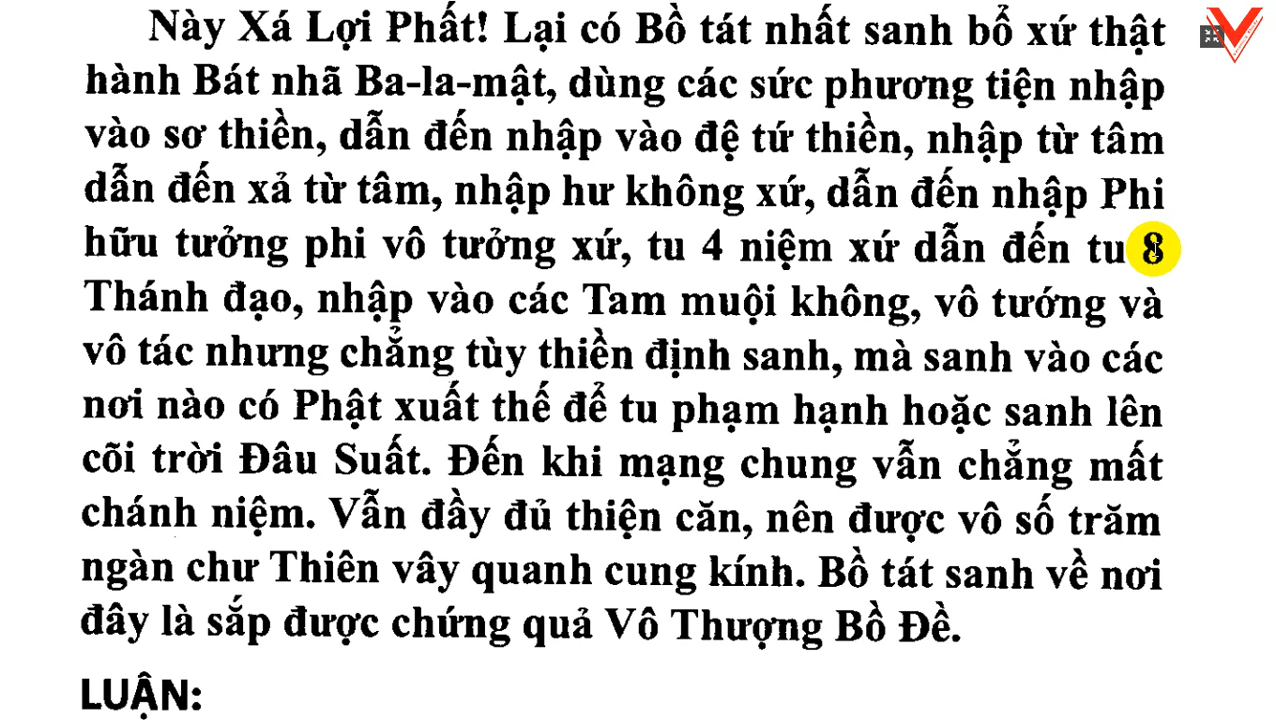 Này Xá Lợi Phất! Lại có Bồ tát nhất sanh bổ xứ thật
hành Bát nhã Ba-la-mật, dùng các sức phương tiện nhập
vào sơ thiền, dẫn đến nhập vào đệ tứ thiền, nhập từ tâm
dẫn đến xả từ tâm, nhập hư không xứ, dẫn đến nhập Phi
hữu tưởng phi vô tưởng xứ, tu 4 niệm xứ dẫn đến tu 8
Thánh đạo, nhập vào các Tam muội không, vô tướng và
vô tác nhưng chẳng tùy thiền định sanh, mà sanh vào các
nơi nào có Phật xuất thế để tu phạm hạnh hoặc sanh lên
cõi trời Đâu Suất. Đến khi mạng chung vẫn chẳng mất
chánh niệm. Vẫn đầy đủ thiện căn, nên được vô số trăm
ngàn chư Thiên vây quanh cung kính. Bồ tát sanh về nơi
đây là sắp được chứng quả Vô Thượng Bồ Đề.
LUẬN: